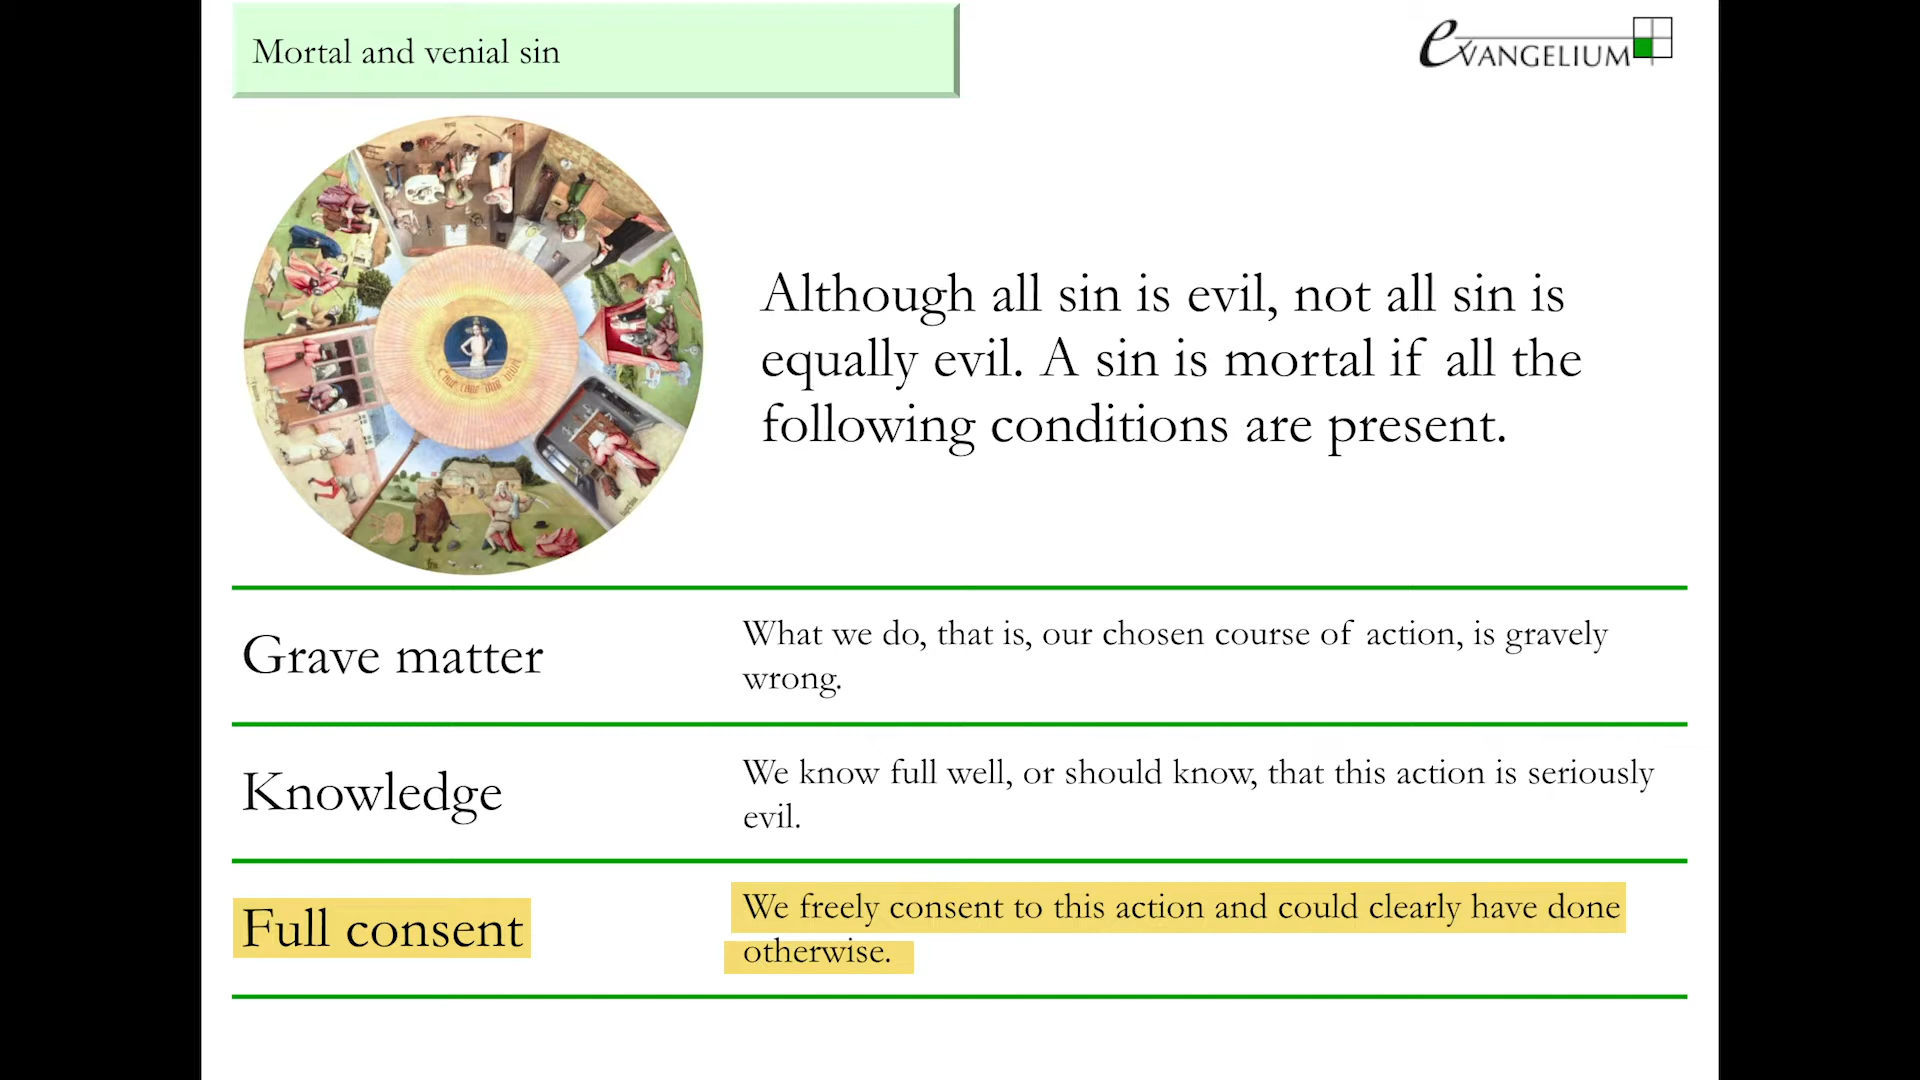 Mortal and venial sin
eVANGELIUM
Although all sin is evil, not all sin is
equally evil. A sin is mortal if all the
following conditions are present.
Grave matter
What we do, that is, our chosen course of action, is gravely
wrong.
Knowledge
We know full well, or should know, that this action is seriously
evil.
Full consent
We freely consent to this action and could clearly have done
otherwise.